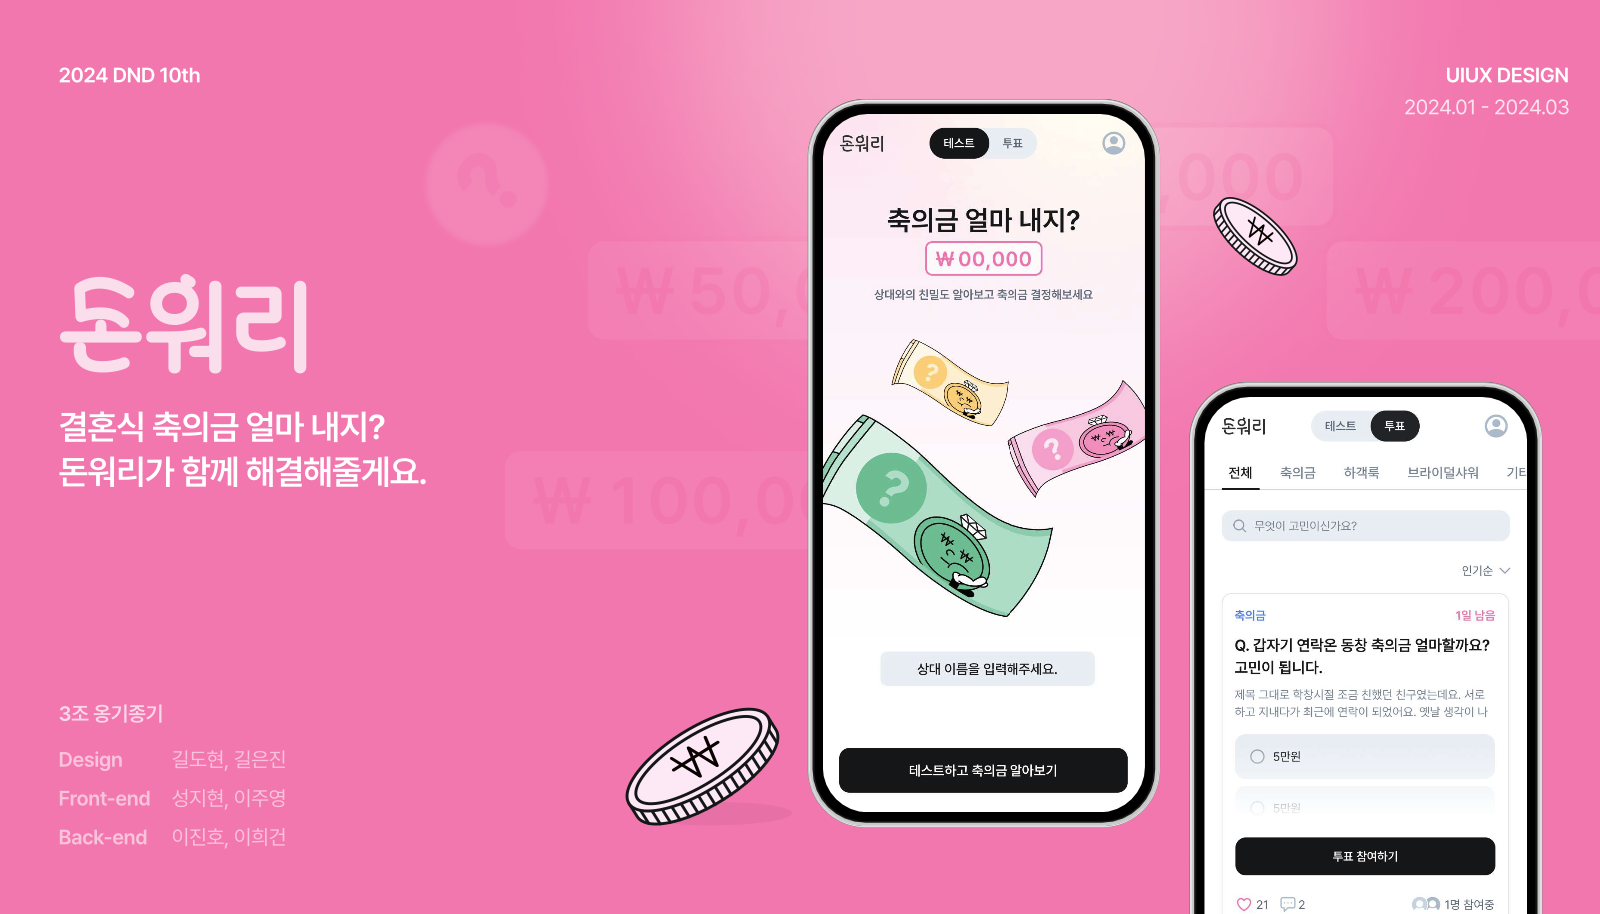 2024 DND 10th
UIUX DESIGN
2024.01 - 2024.03
돈워리
결혼식 축의금 얼마 내지?
돈워리가 함께 해결해줄게요.
3조 옹기종기
Design 길도현, 길은진
Front-end 성지현, 이주영
Back-end 이진호, 이희건
₩ 50,0
₩ 100,00
,000
₩ 200,0
돈워리
테스트 투표
축의금 얼마 내지?
₩ 00,000
상대와의 친밀도 알아보고 축의금 결정해보세요
?
?
?
상대 이름을 입력해주세요.
테스트하고 축의금 알아보기
₩
₩
돈워리
테스트 투표
전체 축의금 하객룩 브라이덜샤워 기타
무엇이 고민이신가요?
인기순
축의금 1일 남음
Q. 갑자기 연락온 동창 축의금 얼마할까요?
고민이 됩니다.
제목 그대로 학창시절 조금 친했던 친구였는데요. 서로
하고 지내다가 최근에 연락이 되었어요. 옛날 생각이 나
5만원
5만원
투표 참여하기
21 2 1명 참여중